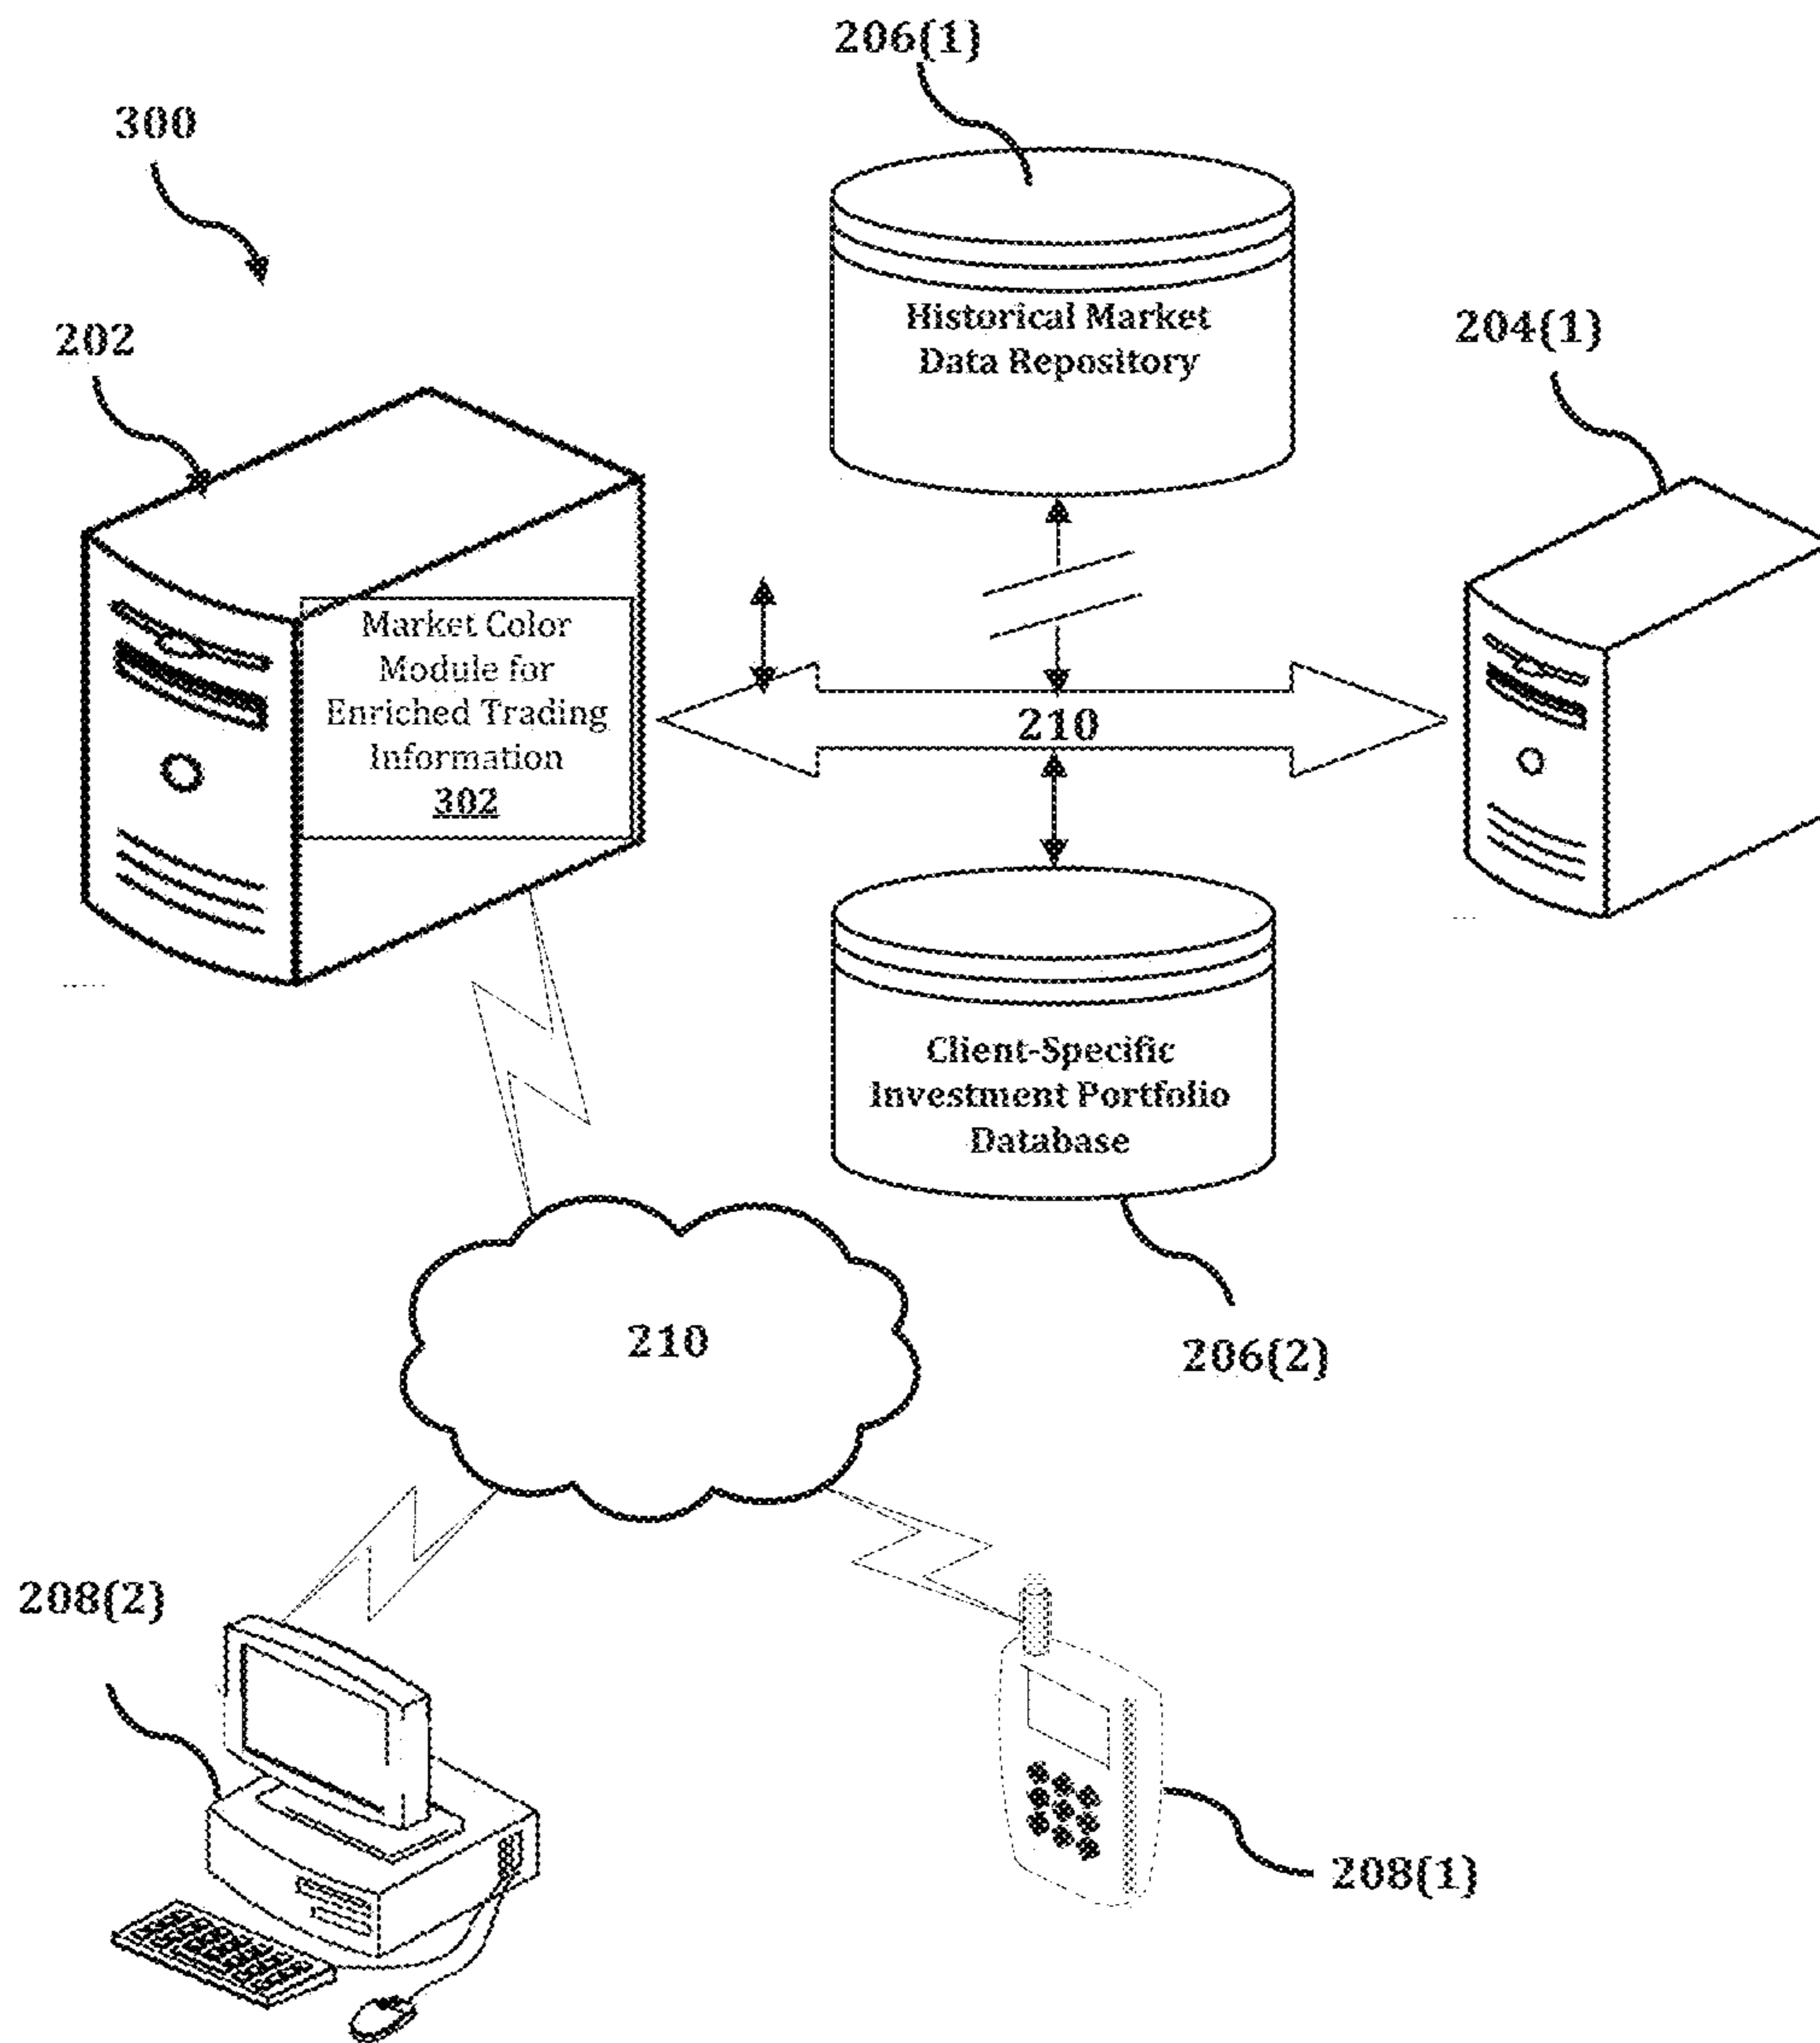 206(1)
300
Historical Market
Data Repository
204(1)
202
Market Color
Module for
Enriched Trading
Information
302
210
Client-Specific
Investment Portfolio
Database
210
206(2)
208(2)
208(1)